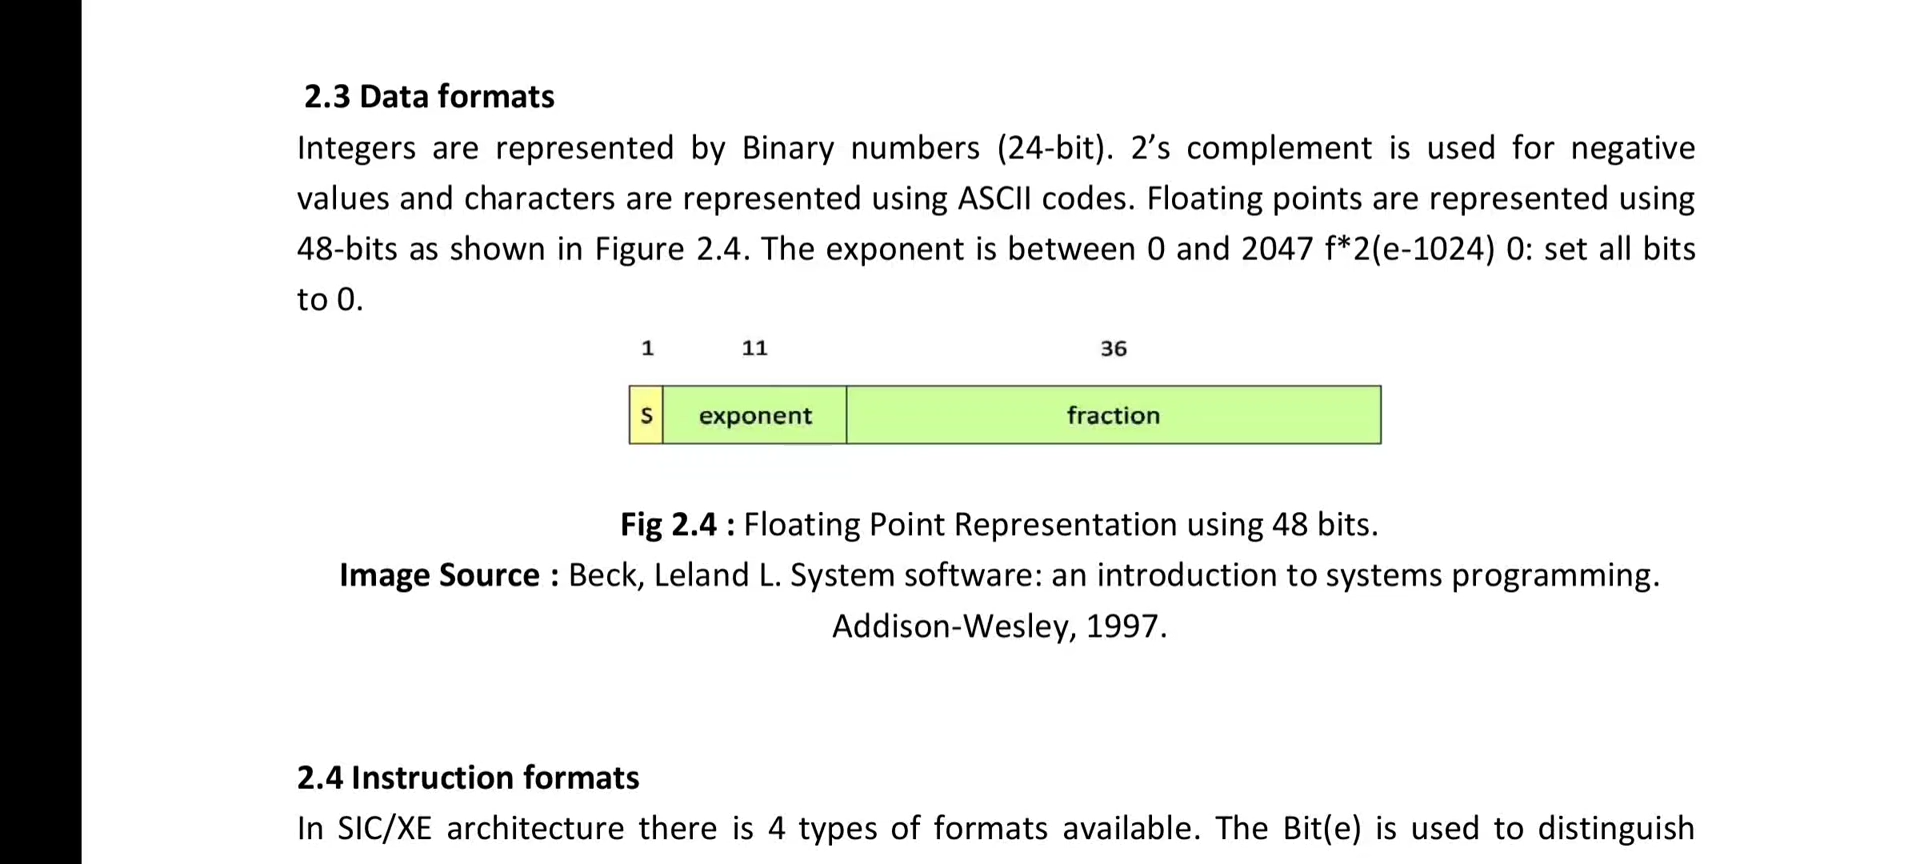 2.3 Data formats
Integers are represented by Binary numbers (24-bit). 2’s complement is used for negative
values and characters are represented using ASCII codes. Floating points are represented using
48-bits as shown in Figure 2.4. The exponent is between 0 and 2047 f*2(e-1024) 0: set all bits
to 0.
1 11 36
S exponent fraction
Fig 2.4 : Floating Point Representation using 48 bits.
Image Source : Beck, Leland L. System software: an introduction to systems programming.
Addison-Wesley, 1997.
2.4 Instruction formats
In SIC/XE architecture there is 4 types of formats available. The Bit(e) is used to distinguish